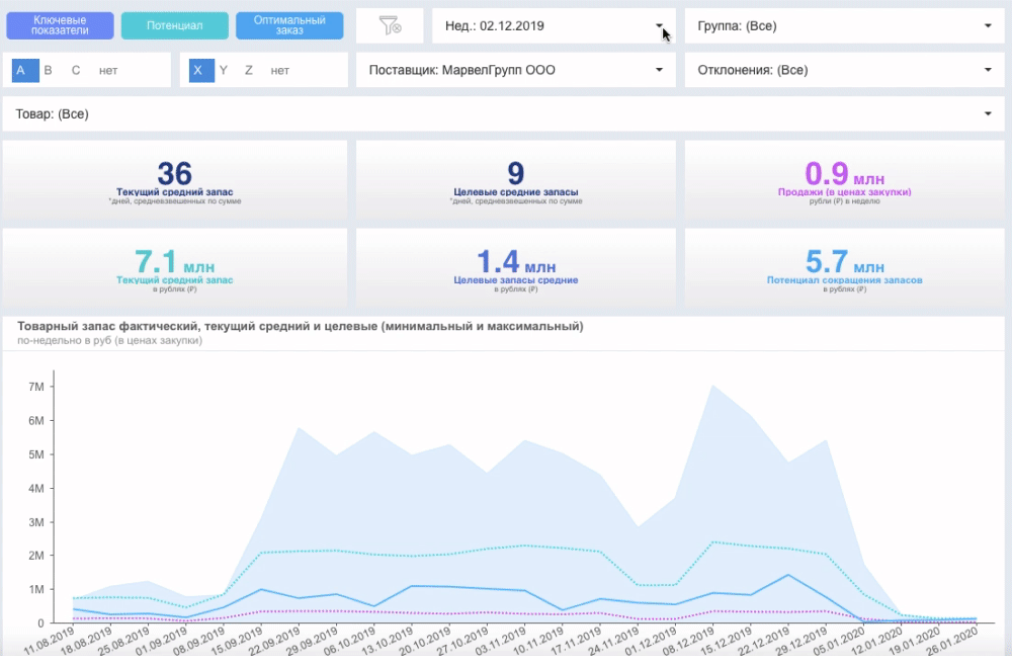 Ключевые показатели
Потенциал
Оптимальный заказ
Нед.: 02.12.2019
Группа: (Все)
A B C нет
X Y Z нет
Поставщик: МарвелГрупп ООО
Отклонения: (Все)
Товар: (Все)
36
Текущий средний запас
*дней, средневзвешенных по сумме
9
Целевые средние запасы
*дней, средневзвешенных по сумме
0.9 млн
Продажи (в ценах закупки)
рубли (₽) в неделю
7.1 млн
Текущий средний запас
в рублях (₽)
1.4 млн
Целевые запасы средние
в рублях (₽)
5.7 млн
Потенциал сокращения запасов
в рублях (₽)
Товарный запас фактический, текущий средний и целевые (минимальный и максимальный)
по-недельно в руб (в ценах закупки)
7M
6M
5M
4M
3M
2M
1M
0
11.08.2019
18.08.2019
25.08.2019
01.09.2019
08.09.2019
15.09.2019
22.09.2019
29.09.2019
06.10.2019
13.10.2019
20.10.2019
27.10.2019
03.11.2019
10.11.2019
17.11.2019
24.11.2019
01.12.2019
08.12.2019
15.12.2019
22.12.2019
29.12.2019
05.01.2020
12.01.2020
19.01.2020
26.01.2020